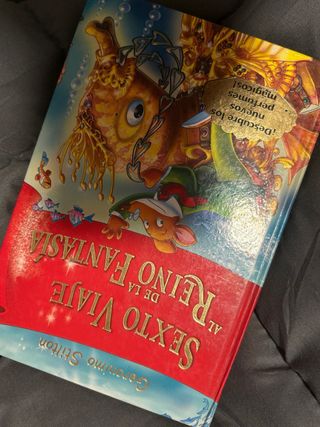 Geronimo Stilton
SEXTO VIAJE
AL REINO DE LA FANTASÍA
¡Descubre los
nuevos
perfumes
mágicos!